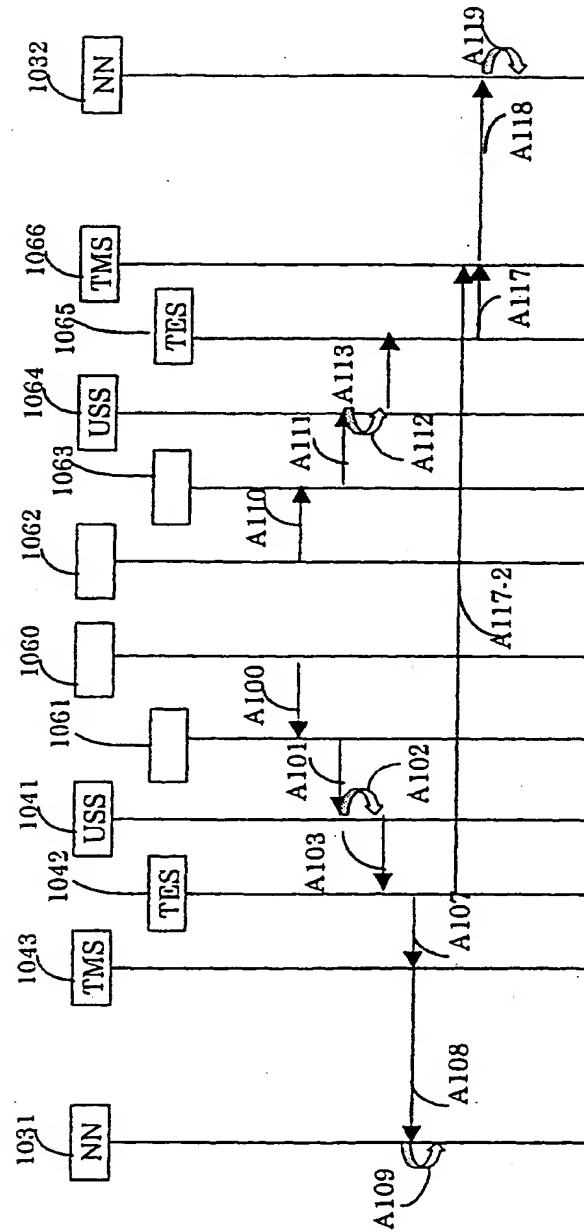 1031
NN
1043
TMS
1042
TES
1041
USS
1061
1060
1062
1063
1064
USS
1065
TES
1066
TMS
1032
NN
A100
A101
A102
A103
A107
A108
A109
A110
A111
A112
A113
A117
A117-2
A118
A119